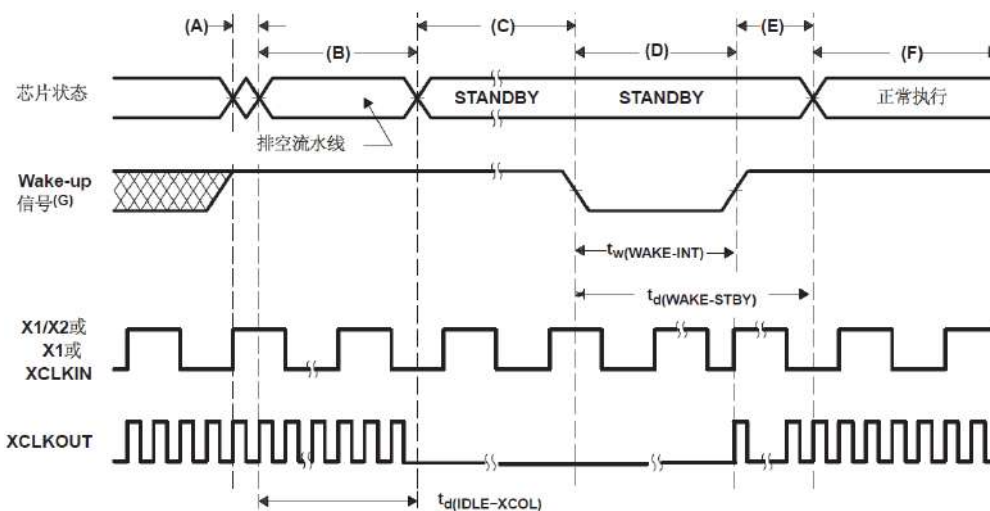 (A)
(B)
(C)
(D)
(E)
(F)
芯片状态
STANDBY
STANDBY
正常执行
排空流水线
Wake-up
信号(G)
tw(WAKE-INT)
td(WAKE-STBY)
X1/X2或
X1或
XCLKIN
XCLKOUT
td(IDLE−XCOL)